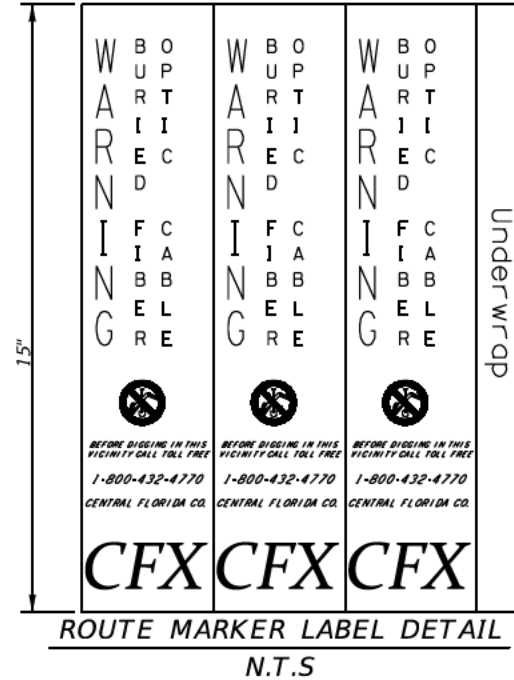 WARNING
BURIED FIBER
OPTIC CABLE
BEFORE DIGGING IN THIS
VICINITY CALL TOLL FREE
1-800-432-4770
CENTRAL FLORIDA CO.
CFX
WARNING
BURIED FIBER
OPTIC CABLE
BEFORE DIGGING IN THIS
VICINITY CALL TOLL FREE
1-800-432-4770
CENTRAL FLORIDA CO.
CFX
WARNING
BURIED FIBER
OPTIC CABLE
BEFORE DIGGING IN THIS
VICINITY CALL TOLL FREE
1-800-432-4770
CENTRAL FLORIDA CO.
CFX
Underwrap
15"
ROUTE MARKER LABEL DETAIL
N.T.S